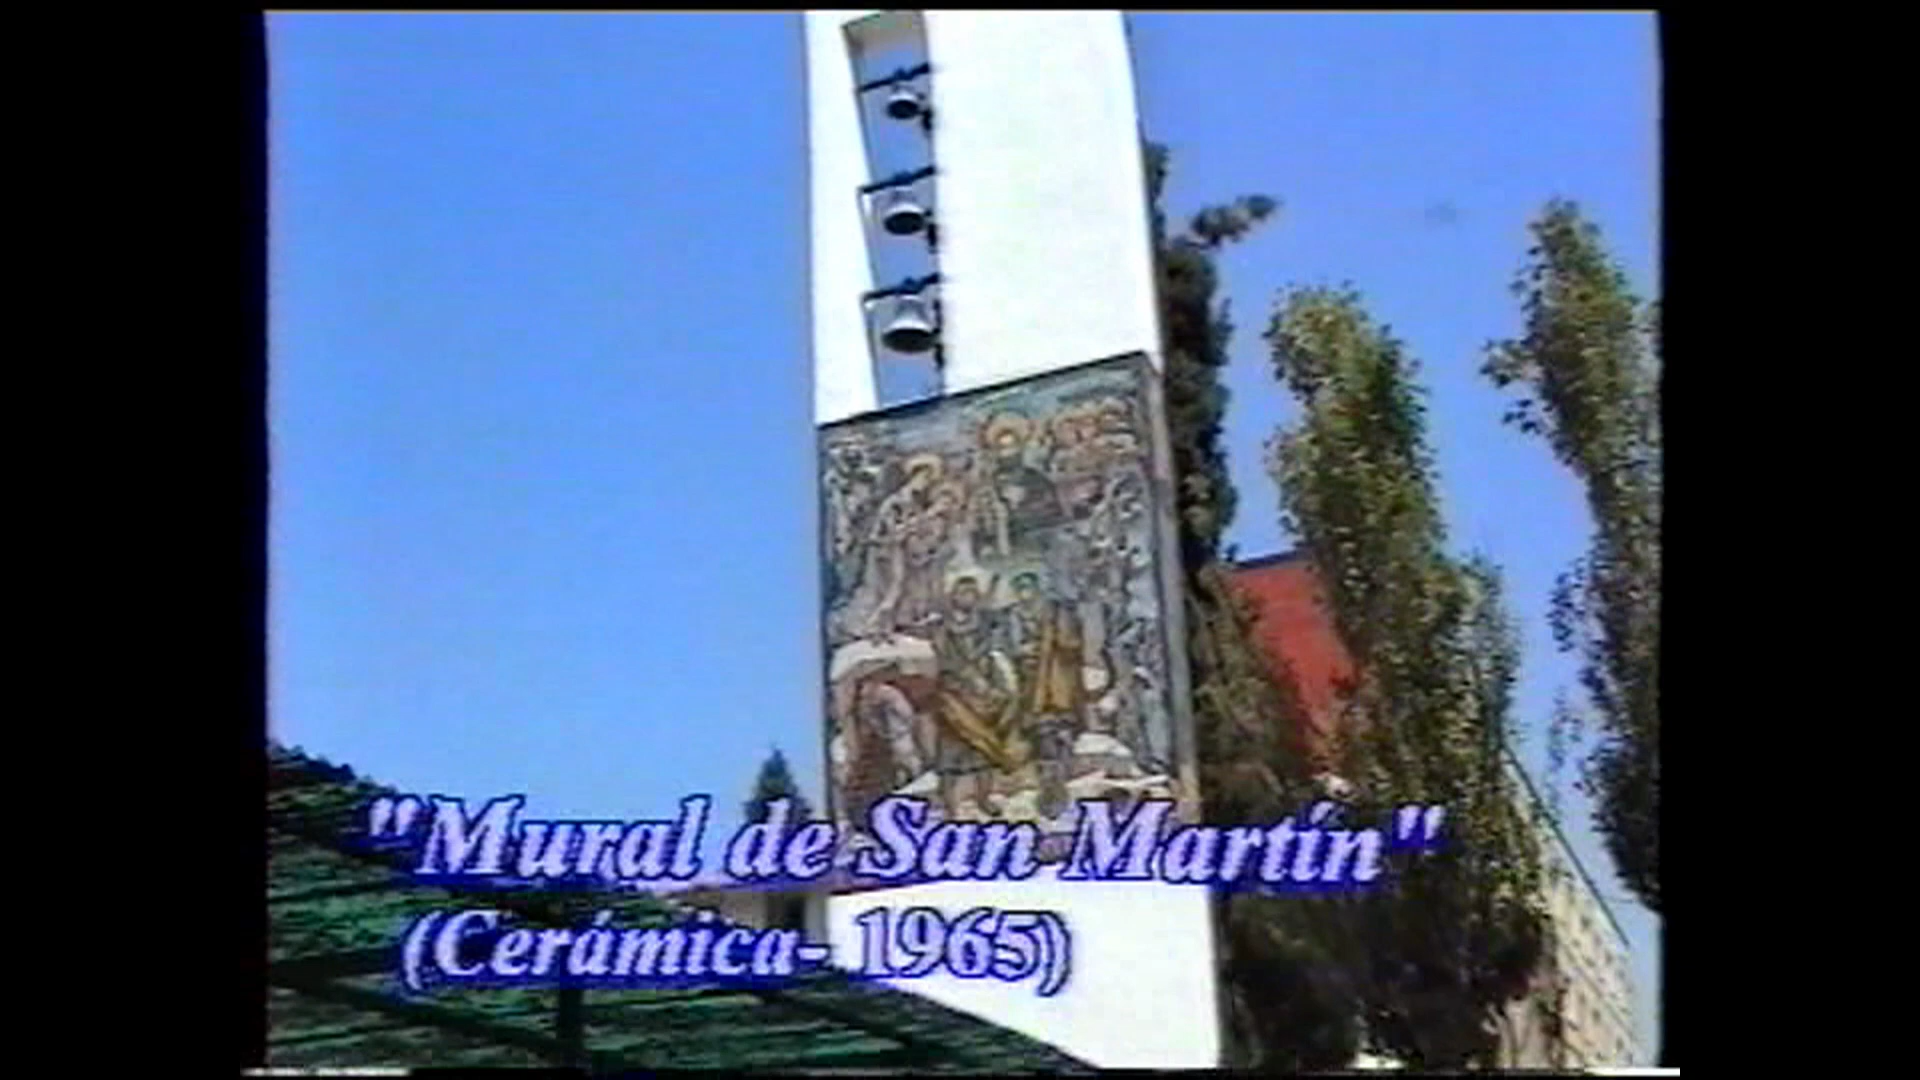 "Mural de San Martín"
(Cerámica- 1965)